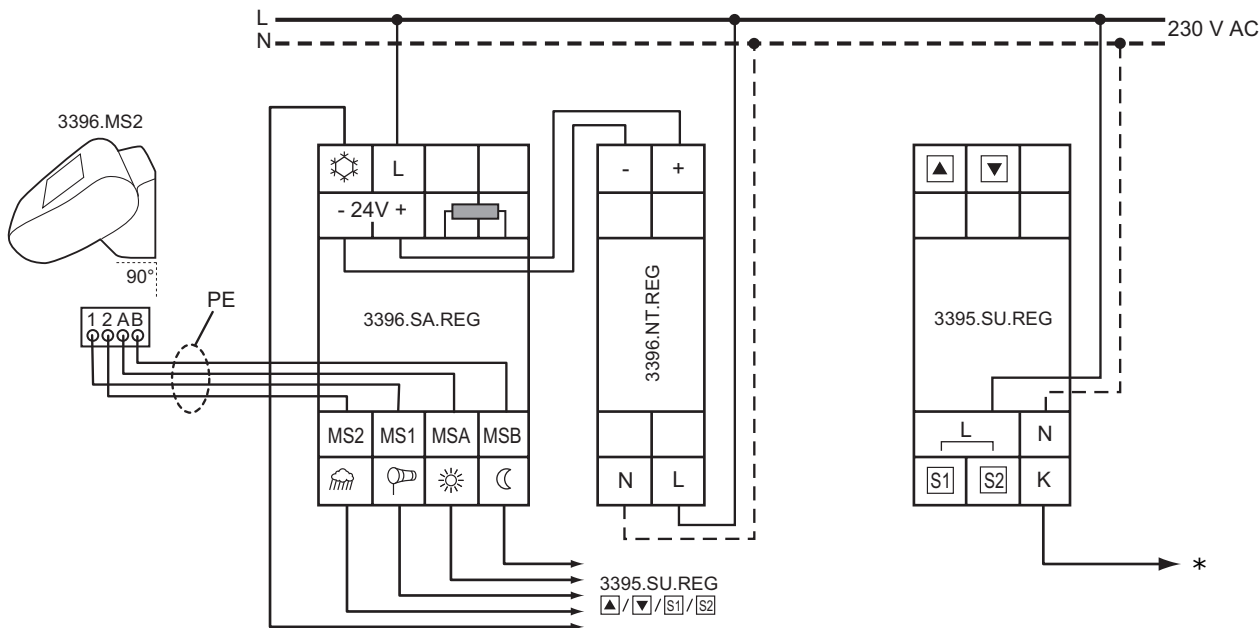 L
N
230 V AC
3396.MS2
90°
1 2 A B
PE
L
- 24V +
3396.SA.REG
MS2 MS1 MSA MSB
- +
3396.NT.REG
N L
3395.SU.REG
▲ ▼
L N
S1 S2 K
*
3395.SU.REG
▲/▼/S1/S2